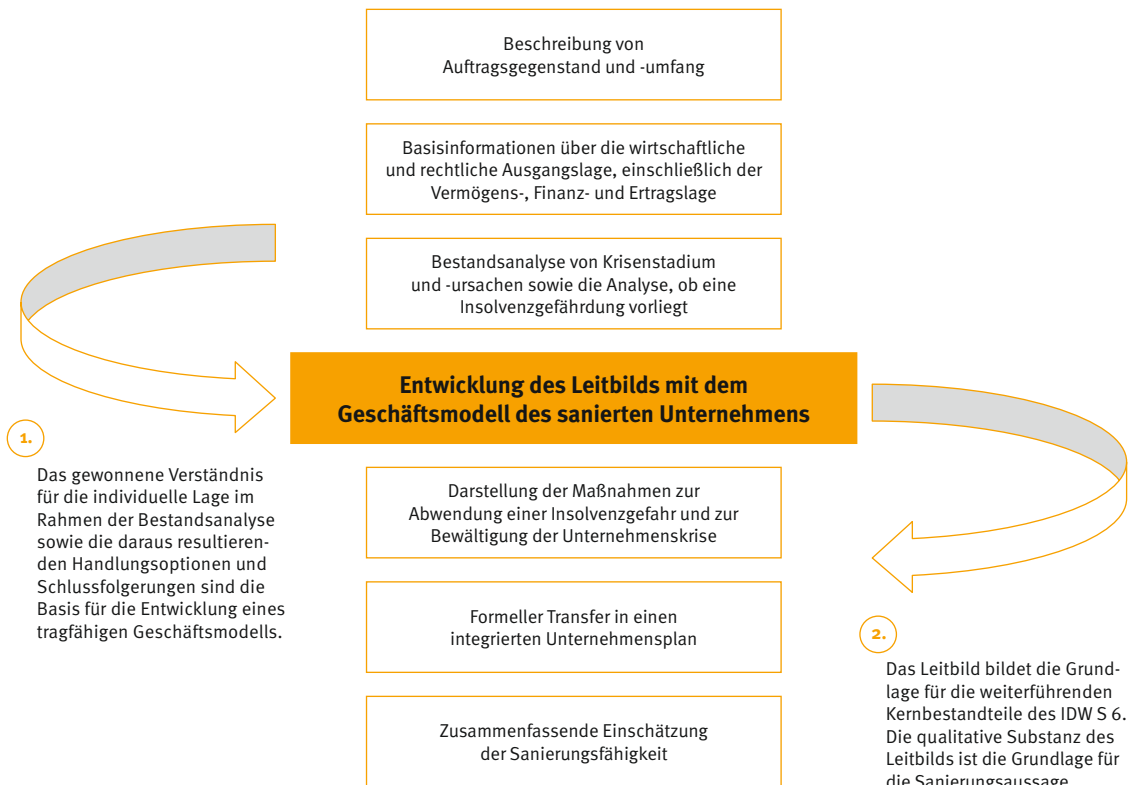 Beschreibung von
Auftragsgegenstand und -umfang
Basisinformationen über die wirtschaftliche
und rechtliche Ausgangslage, einschließlich der
Vermögens-, Finanz- und Ertragslage
Bestandsanalyse von Krisenstadium
und -ursachen sowie die Analyse, ob eine
Insolvenzgefährdung vorliegt
Entwicklung des Leitbilds mit dem
Geschäftsmodell des sanierten Unternehmens
1.
Das gewonnene Verständnis
für die individuelle Lage im
Rahmen der Bestandsanalyse
sowie die daraus resultieren-
den Handlungsoptionen und
Schlussfolgerungen sind die
Basis für die Entwicklung eines
tragfähigen Geschäftsmodells.
Darstellung der Maßnahmen zur
Abwendung einer Insolvenzgefahr und zur
Bewältigung der Unternehmenskrise
Formeller Transfer in einen
integrierten Unternehmensplan
Zusammenfassende Einschätzung
der Sanierungsfähigkeit
2.
Das Leitbild bildet die Grund-
lage für die weiterführenden
Kernbestandteile des IDW S 6.
Die qualitative Substanz des
Leitbilds ist die Grundlage für
die Sanierungsaussage